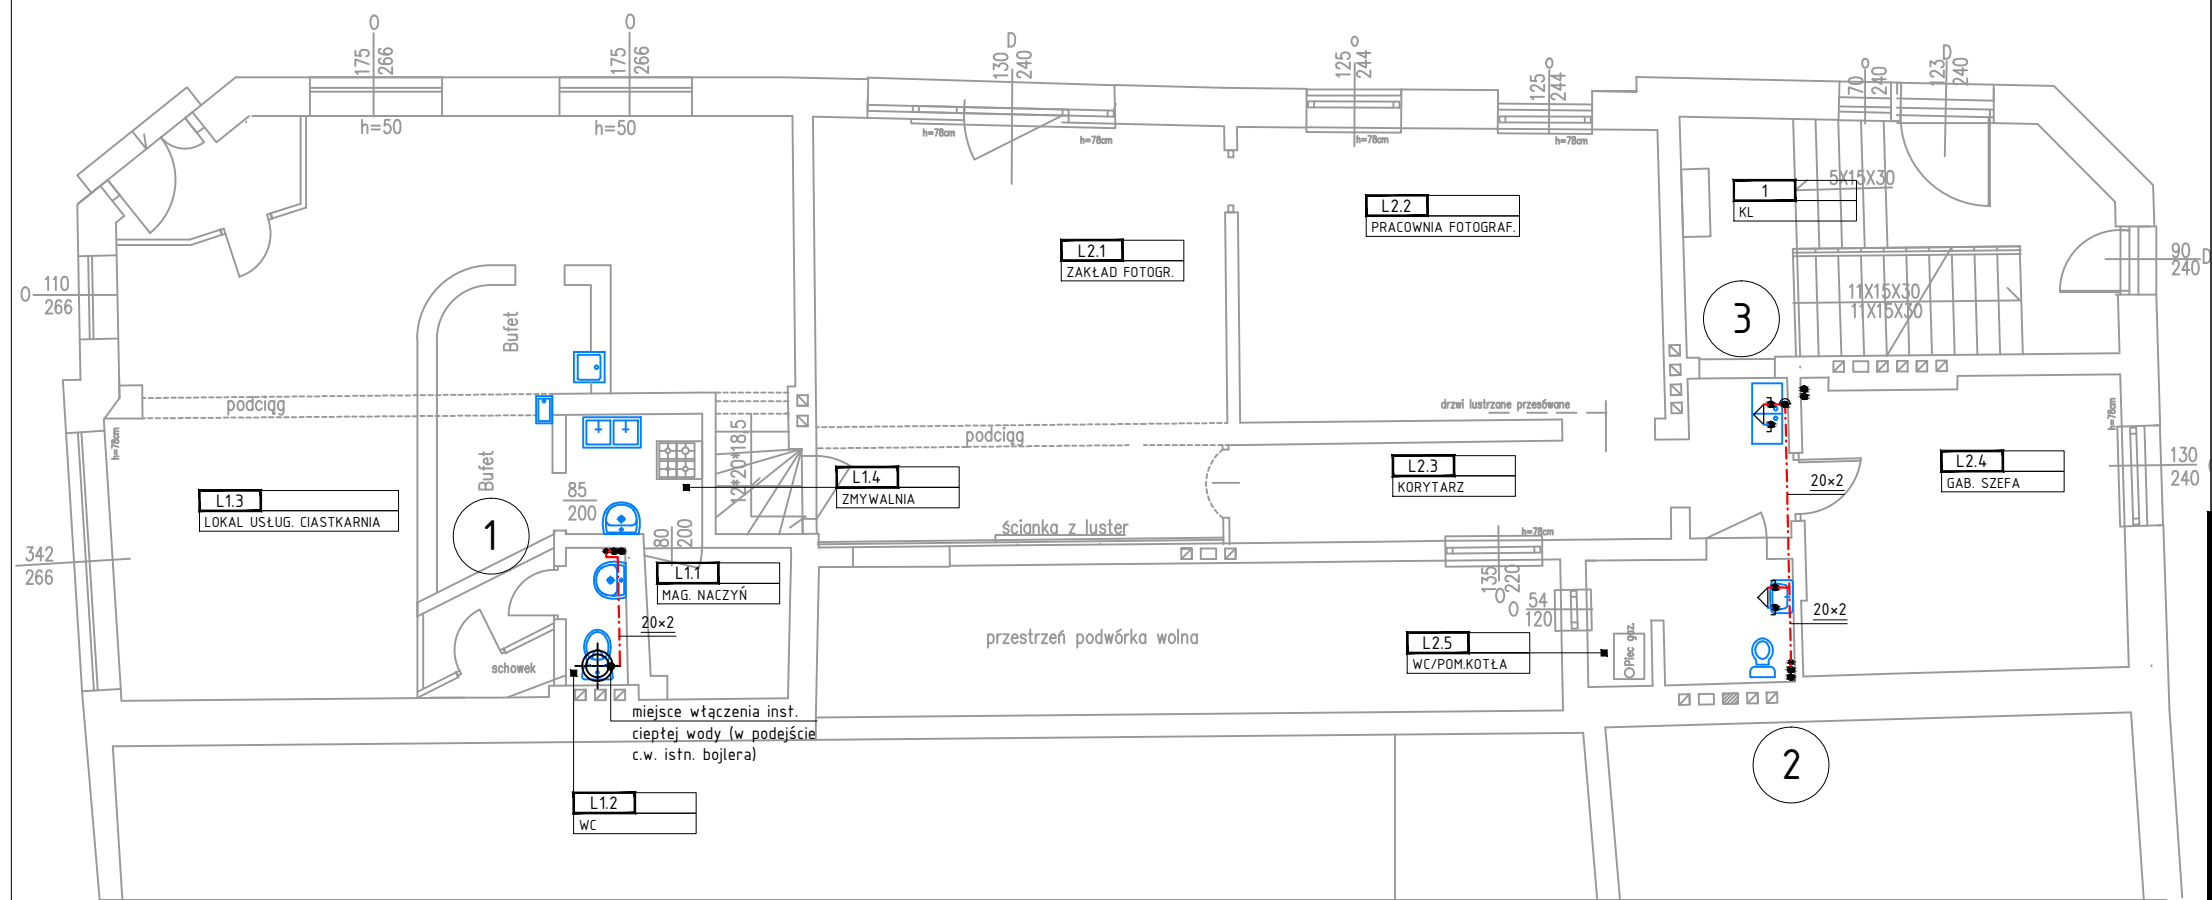 O
175
266
h=50
O
175
266
h=50
D
130
240
h=78cm
h=78cm
o
125
244
h=78cm
O
125
244
h=78cm
O
70
240
D
123
240
5X15X30
1
KL
L2.2
PRACOWNIA FOTOGRAF.
L2.1
ZAKŁAD FOTOGR.
90
240
D
O
110
266
11X15X30
11X15X30
3
Bufet
podciąg
drzwi lustrzane przesówane
podciąg
h=78cm
h=78cm
12*20*18.5
Bufet
L1.3
LOKAL USŁUG. CIASTKARNIA
85
200
L1.4
ZMYWALNIA
L2.3
KORYTARZ
L2.4
GAB. SZEFA
130
240
20×2
1
80
200
ścianka z luster
h=78cm
342
266
L1.1
MAG. NACZYŃ
135
220
O
O
54
120
20×2
20×2
przestrzeń podwórka wolna
L2.5
WC/POM.KOTŁA
Piec gaz.
schowek
miejsce włączenia inst.
ciepłej wody (w podejście
c.w. istn. bojlera)
2
L1.2
WC